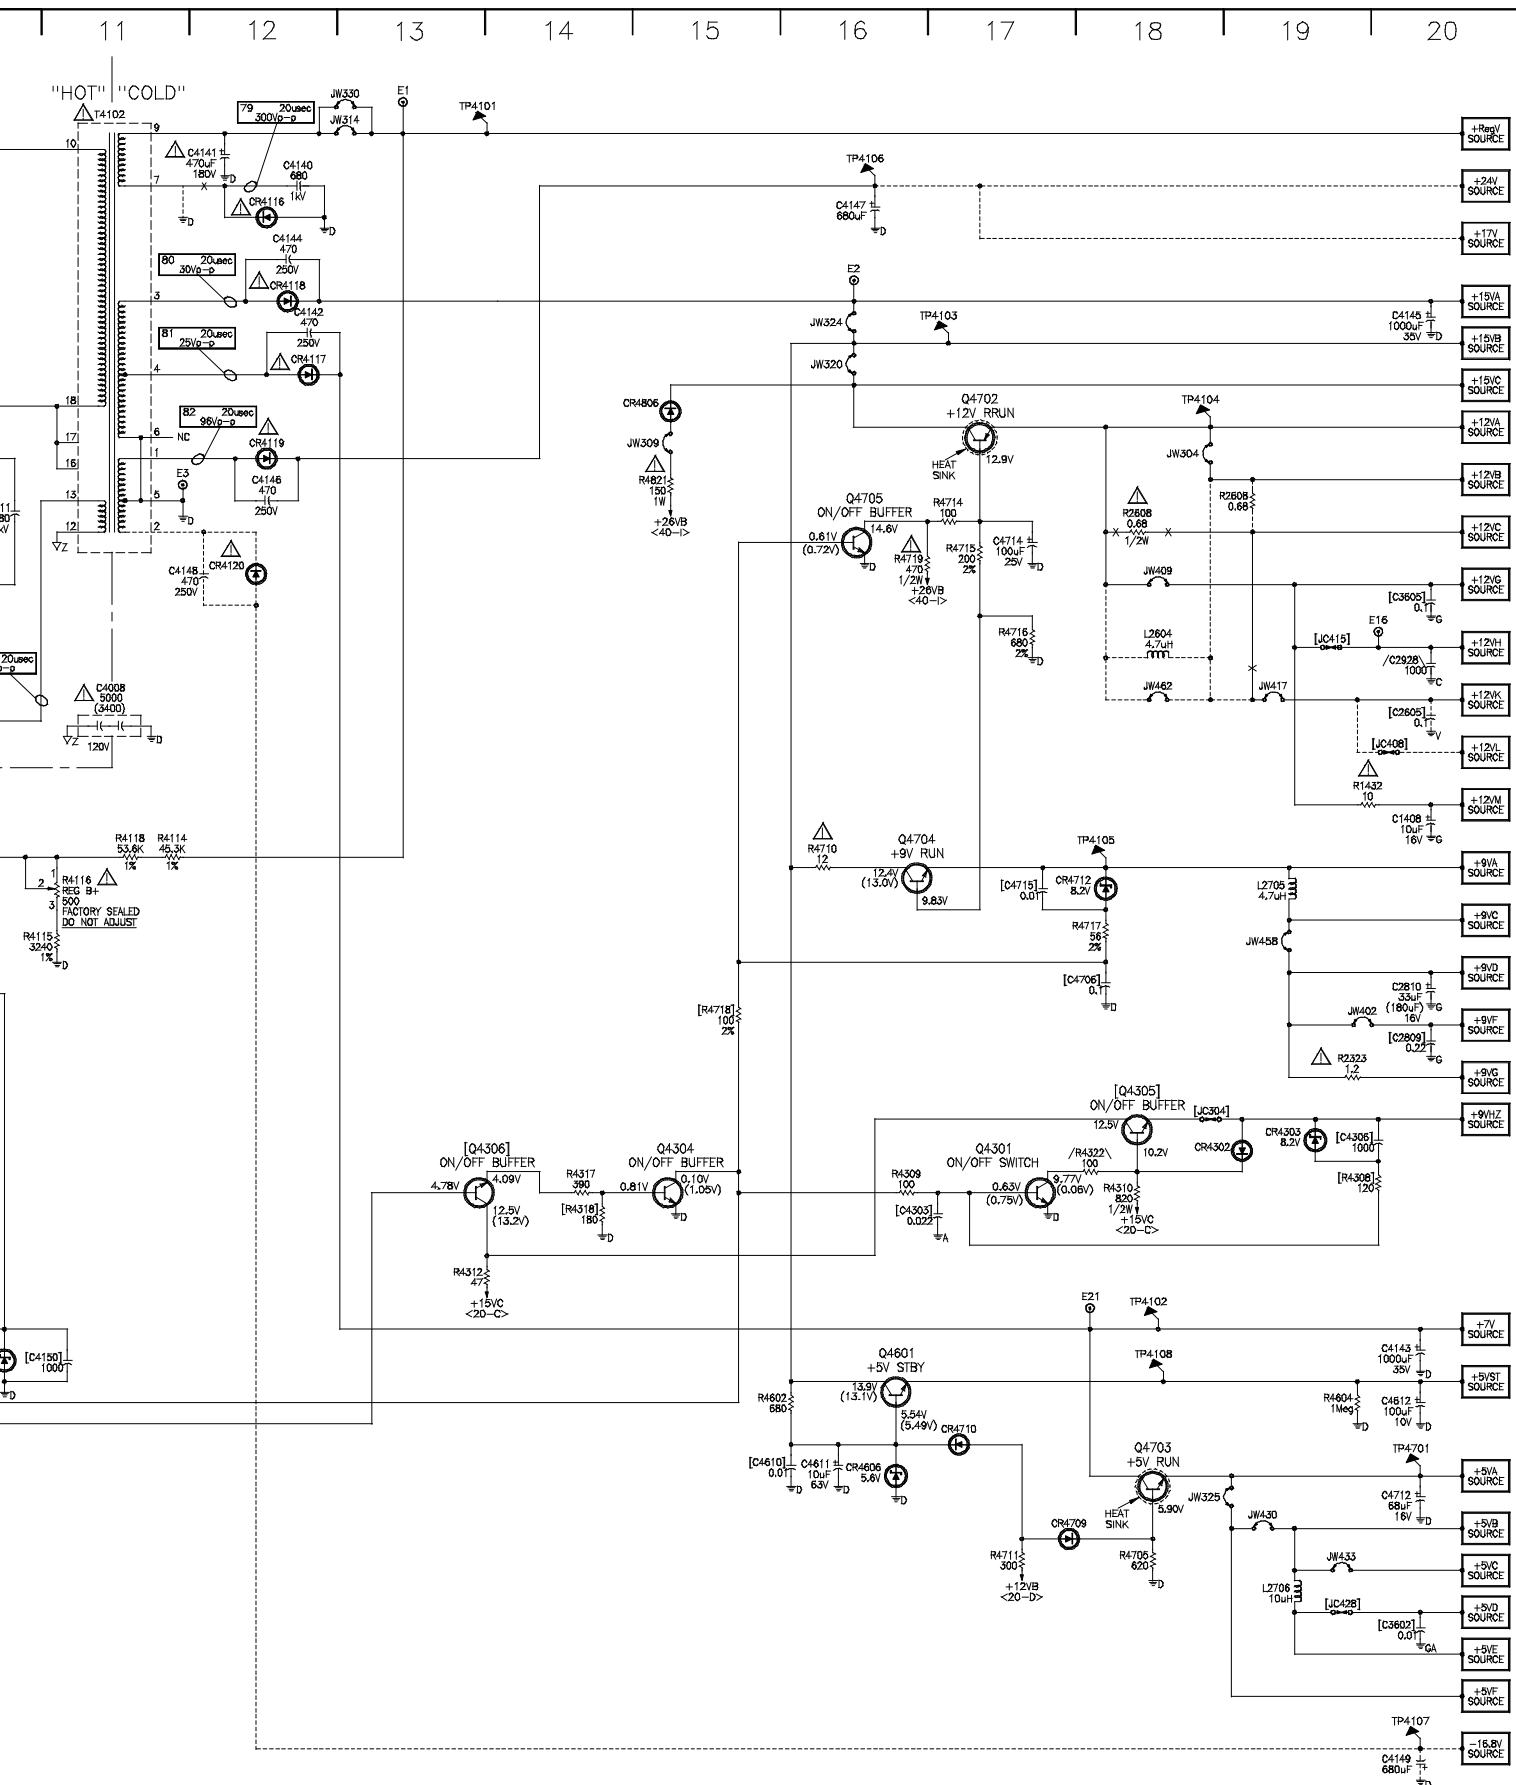 11
12
13
14
15
16
17
18
19
20
"HOT" "COLD"
T4102
79 20usec
300Vp-p
JW330
JW314
E1
TP4101
+RegV
SOURCE
9
10
C4141
470uF
180V
D
7
C4140
680
1kV
CR4116
D
D
TP4106
C4147
680uF
D
+24V
SOURCE
+17V
SOURCE
C4144
470
250V
80 20usec
30Vp-p
CR4118
3
E2
+15VA
SOURCE
C4142
470
250V
81 20usec
25Vp-p
CR4117
4
JW324
TP4103
C4145
1000uF
35V
D
+15VB
SOURCE
JW320
+15VC
SOURCE
18
82 20usec
96Vp-p
CR4806
Q4702
+12V RRUN
TP4104
+12VA
SOURCE
17
6
NC
CR4119
JW309
HEAT
SINK
12.9V
JW304
16
1
E3
C4146
470
250V
R4821
150
1W
+26VB
<40-I>
+12VB
SOURCE
13
5
D
Q4705
ON/OFF BUFFER
14.6V
0.61V
(0.72V)
D
R4714
100
R2608
0.68
1/2W
R2608
0.68
+12VC
SOURCE
12
2
Z
C4148
470
250V
CR4120
R4719
470
1/2W
+26VB
<40-I>
R4715
200
2%
C4714
100uF
25V
D
JW409
[C3605]
0.1
G
+12VG
SOURCE
R4716
680
2%
D
L2604
4.7uH
[JC415]
E16
/C2928\
1000
C
+12VH
SOURCE
20usec
p-p
C4008
5000
(3400)
120V
Z
D
JW462
JW417
[C2605]
0.1
V
+12VK
SOURCE
[JC408]
+12VL
SOURCE
R1432
10
C1408
10uF
16V
G
+12VM
SOURCE
R4118
53.6K
1%
R4114
45.3K
1%
R4710
12
Q4704
+9V RUN
12.4V
(13.0V)
9.83V
TP4105
+9VA
SOURCE
1
2
3
R4116
REG B+
500
FACTORY SEALED
DO NOT ADJUST
[C4715]
0.01
CR4712
8.2V
L2705
4.7uH
R4115
3240
1%
D
R4717
56
2%
JW458
+9VC
SOURCE
[C4706]
0.1
D
C2810
33uF
(180uF)
16V
G
+9VD
SOURCE
[R4718]
100
2%
JW402
[C2809]
0.22
G
+9VF
SOURCE
R2323
1.2
+9VG
SOURCE
[Q4305]
ON/OFF BUFFER
12.5V
10.2V
[JC304]
+9VHZ
SOURCE
[Q4306]
ON/OFF BUFFER
4.78V
4.09V
12.5V
(13.2V)
R4317
390
[R4318]
180
D
Q4304
ON/OFF BUFFER
0.81V
0.10V
(1.05V)
D
R4309
100
[C4303]
0.022
A
Q4301
ON/OFF SWITCH
0.63V
(0.75V)
9.77V
(0.06V)
D
/R4322\
100
R4310
820
1/2W
+15VC
<20-C>
CR4302
CR4303
8.2V
[C4306]
1000
[R4308]
120
R4312
47
+15VC
<20-C>
E21
TP4102
+7V
SOURCE
[C4150]
1000
D
Q4601
+5V STBY
13.9V
(13.1V)
5.54V
(5.49V)
TP4108
C4143
1000uF
35V
D
+5VST
SOURCE
R4602
680
R4604
1Meg
D
C4612
100uF
10V
D
[C4610]
0.01
D
C4611
10uF
63V
D
CR4606
5.6V
D
CR4710
Q4703
+5V RUN
TP4701
+5VA
SOURCE
HEAT
SINK
5.90V
JW325
C4712
68uF
16V
D
CR4709
JW430
+5VB
SOURCE
R4711
300
+12VB
<20-D>
R4705
620
D
JW433
+5VC
SOURCE
L2706
10uH
[JC428]
[C3602]
0.01
GA
+5VD
SOURCE
+5VE
SOURCE
+5VF
SOURCE
TP4107
C4149
680uF
D
-16.8V
SOURCE